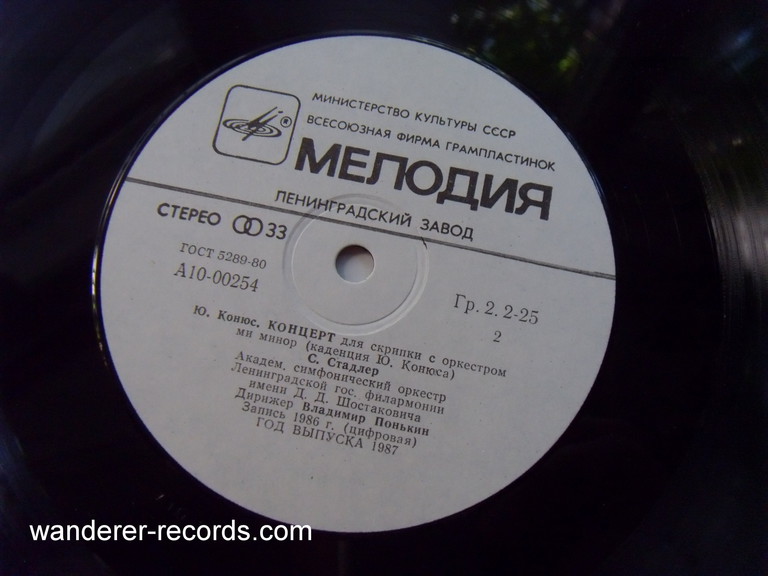 МИНИСТЕРСТВО КУЛЬТУРЫ СССР
ВСЕСОЮЗНАЯ ФИРМА ГРАМПЛАСТИНОК
®
МЕЛОДИЯ
ЛЕНИНГРАДСКИЙ ЗАВОД
СТЕРЕО 33
ГОСТ 5289-80
А10-00254
Гр. 2. 2-25
2
Ю. Конюс. КОНЦЕРТ для скрипки с оркестром
ми минор (каденция Ю. Конюса)
С. Стадлер
Академ. симфонический оркестр
Ленинградской гос. филармонии
имени Д. Д. Шостаковича
Дирижер Владимир Понькин
Запись 1986 г. (цифровая)
ГОД ВЫПУСКА 1987
wanderer-records.com